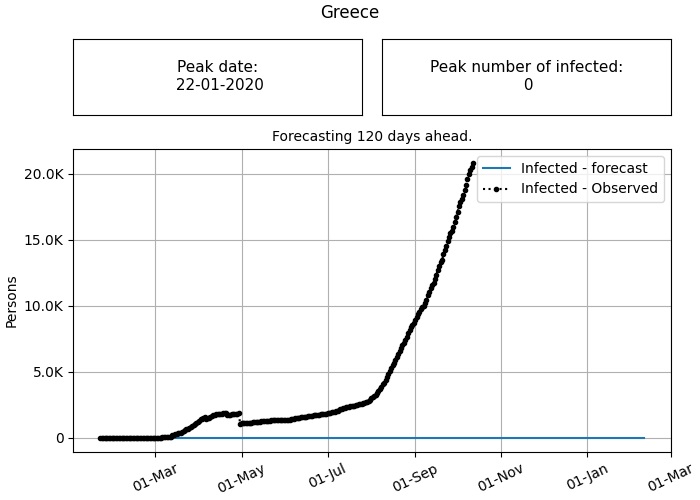 Greece
Peak date:
22-01-2020
Peak number of infected:
0
Forecasting 120 days ahead.
Infected - forecast
Infected - Observed
Persons
20.0K
15.0K
10.0K
5.0K
0
01-Mar
01-May
01-Jul
01-Sep
01-Nov
01-Jan
01-Mar